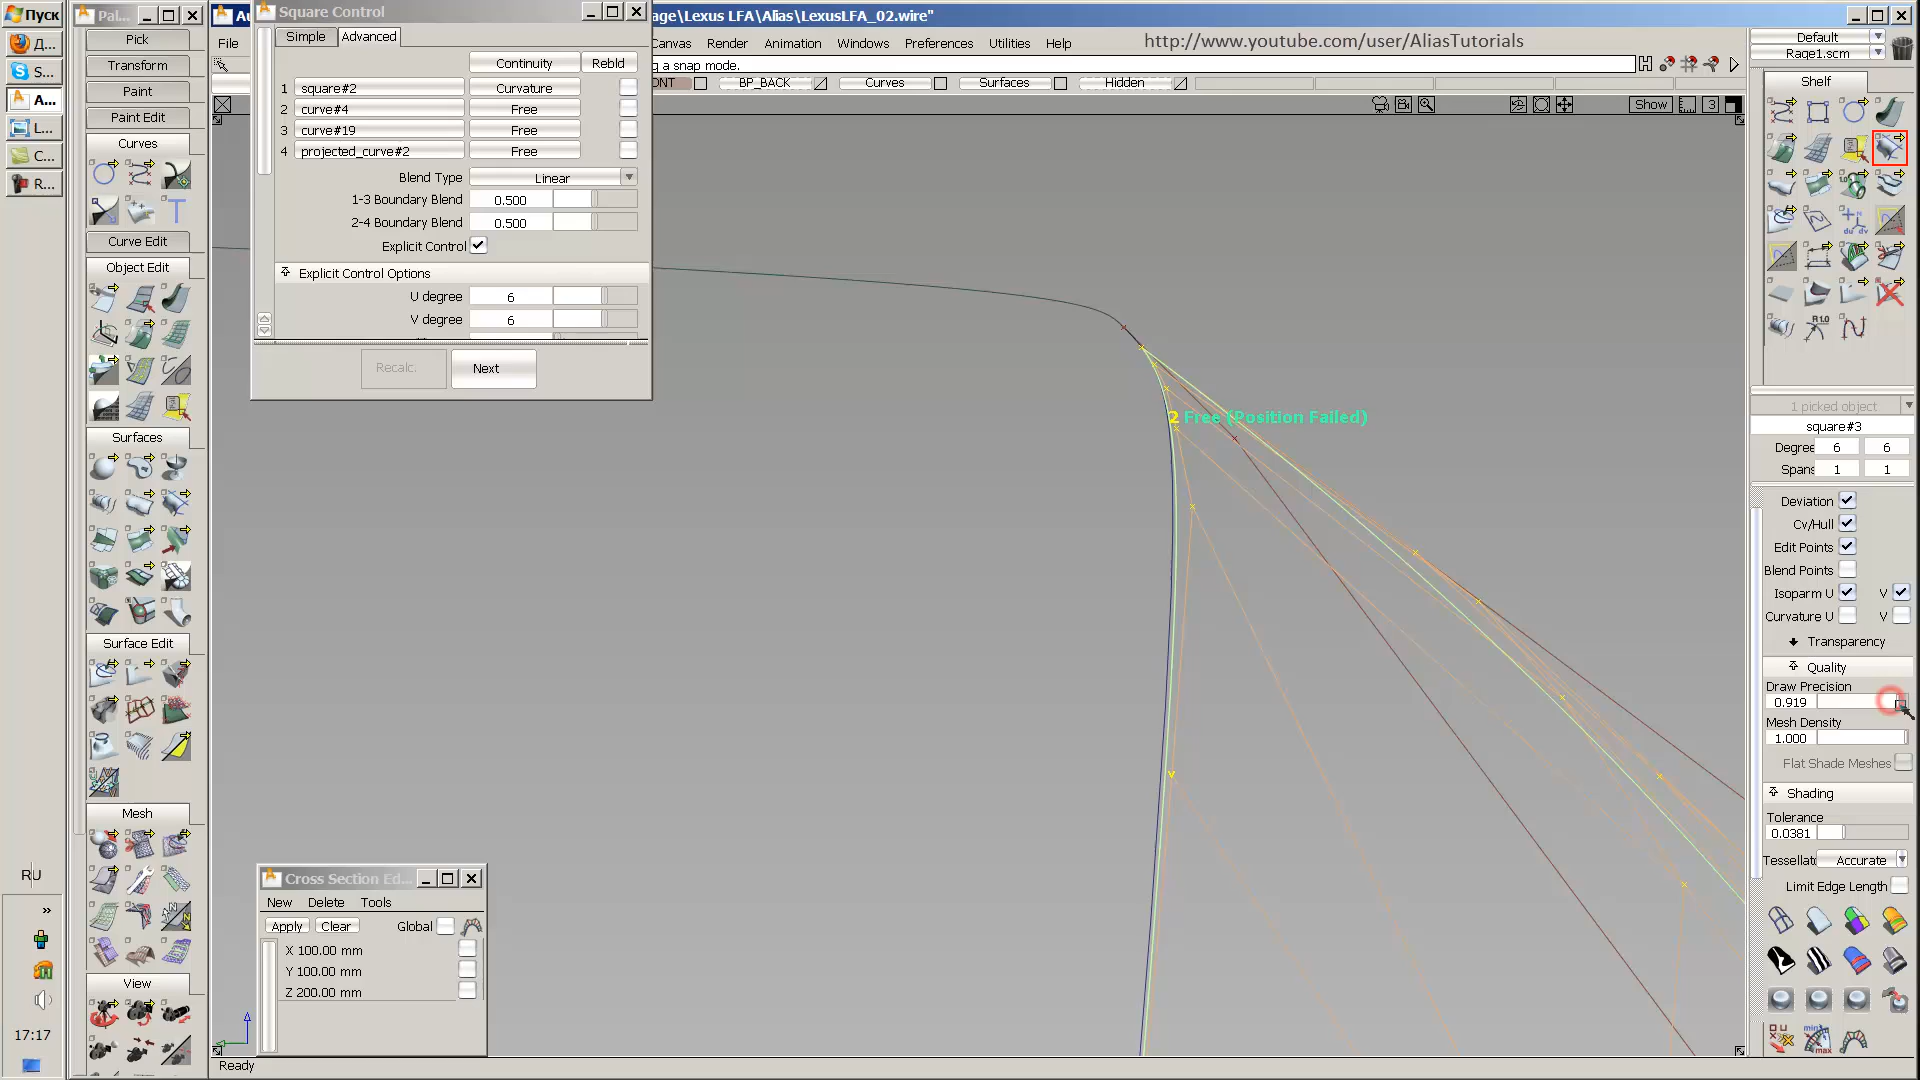 Пуск
Д...
S...
A...
L...
C...
R...
RU
»
17:17
Pal...
Pick
Transform
Paint
Paint Edit
Curves
Curve Edit
Object Edit
Surfaces
Surface Edit
Mesh
View
Au
age\Lexus LFA\Alias\LexusLFA_02.wire"
File
Canvas
Render
Animation
Windows
Preferences
Utilities
Help
http://www.youtube.com/user/AliasTutorials
g a snap mode.
ONT
BP_BACK
Curves
Surfaces
Hidden
Show
3
Square Control
Simple
Advanced
Continuity
Rebld
1 square#2 Curvature
2 curve#4 Free
3 curve#19 Free
4 projected_curve#2 Free
Blend Type Linear
1-3 Boundary Blend 0.500
2-4 Boundary Blend 0.500
Explicit Control
Explicit Control Options
U degree 6
V degree 6
Recalc.
Next
2 Free (Position Failed)
v
Cross Section Ed...
New
Delete
Tools
Apply
Clear
Global
X 100.00 mm
Y 100.00 mm
Z 200.00 mm
Ready
Default
Rage1.scm
Shelf
1 picked object
square#3
Degree 6 6
Spans 1 1
Deviation
Cv/Hull
Edit Points
Blend Points
Isoparm U V
Curvature U V
Transparency
Quality
Draw Precision
0.919
Mesh Density
1.000
Flat Shade Meshes
Shading
Tolerance
0.0381
Tessellato Accurate
Limit Edge Length